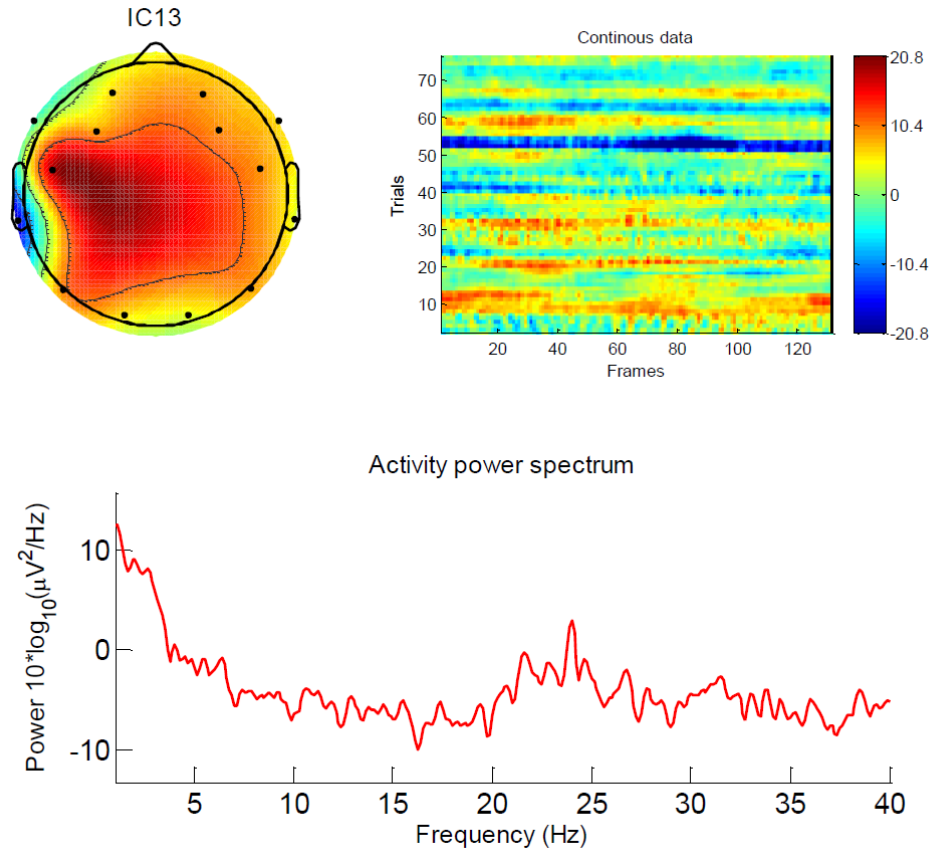 IC13
Continous data
Trials
70
60
50
40
30
20
10
20 40 60 80 100 120
Frames
20.8
10.4
0
-10.4
-20.8
Activity power spectrum
Power 10*log10(μV2/Hz)
10
0
-10
5 10 15 20 25 30 35 40
Frequency (Hz)